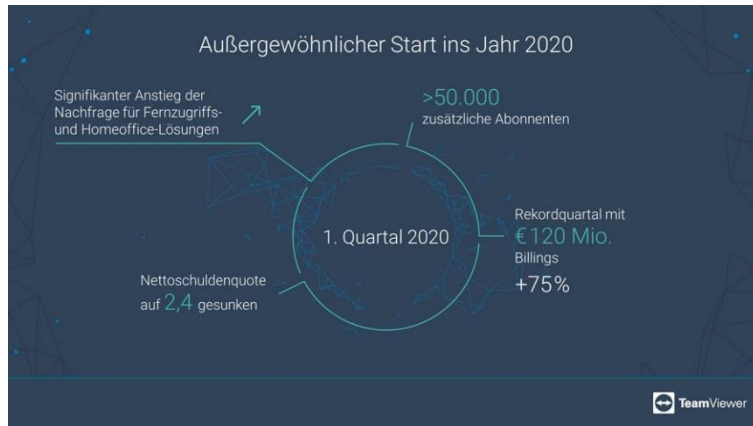 Außergewöhnlicher Start ins Jahr 2020
Signifikanter Anstieg der
Nachfrage für Fernzugriffs-
und Homeoffice-Lösungen
>50.000
zusätzliche Abonnenten
1. Quartal 2020
Rekordquartal mit
€120 Mio.
Billings
+75%
Nettoschuldenquote
auf 2,4 gesunken
TeamViewer